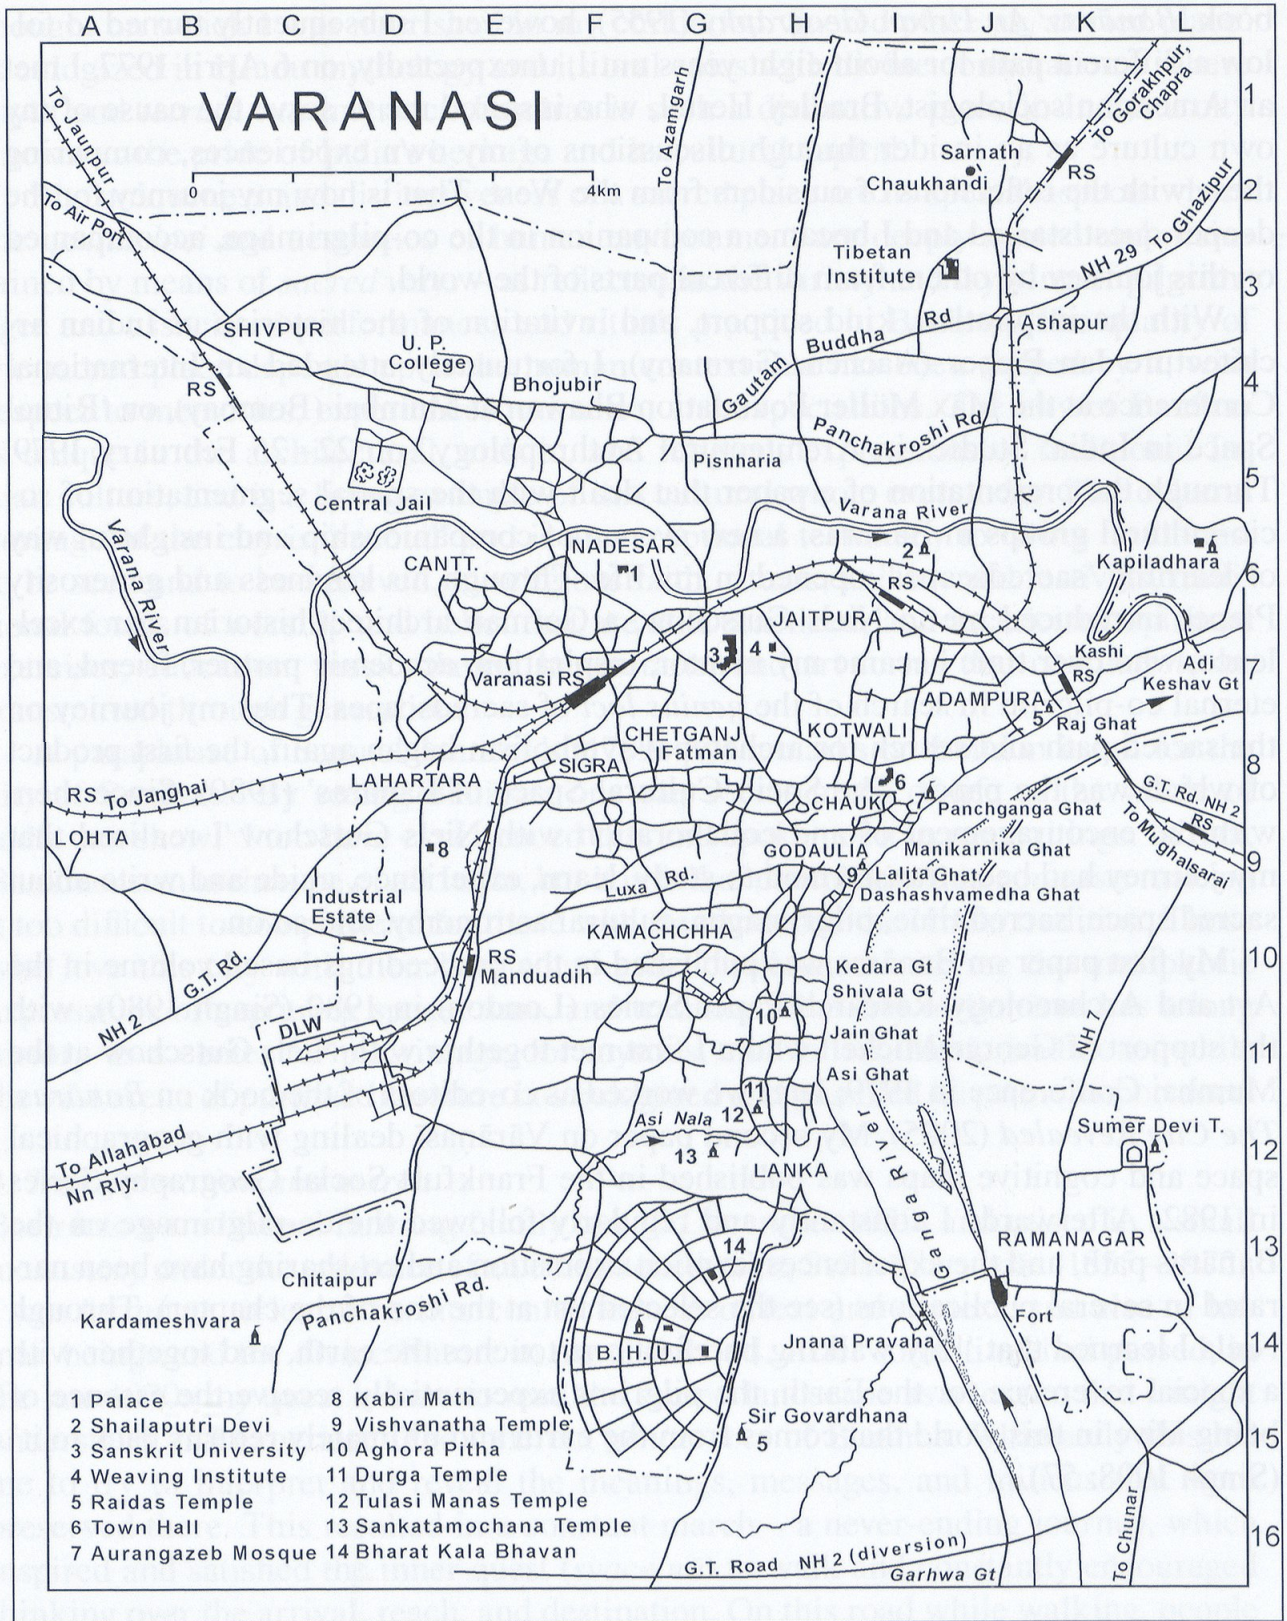 A B C D E F G H I J K L
1
2
3
4
5
6
7
8
9
10
11
12
13
14
15
16
VARANASI
0 4km
To Jaunpur
To Air Port
To Azamgarh
To Gorakhpur,
Chapra
RS
Sarnath
Chaukhandi
NH 29 To Ghazipur
Tibetan
Institute
SHIVPUR
RS
U. P.
College
Bhojubir
Gautam Buddha Rd
Ashapur
Panchakroshi Rd
Pisnharia
Central Jail
Varana River
Varana River
NADESAR
CANTT.
2
RS
Kapiladhara
JAITPURA
3
4
Varanasi RS
Kashi
RS
Adi
Keshav Gt
ADAMPURA
5
Raj Ghat
CHETGANJ
(Fatman)
KOTWALI
SIGRA
LAHARTARA
RS To Janghai
LOHTA
6
CHAUK
7
Panchganga Ghat
G.T. Rd, NH 2
RS
To Mughalsarai
8
GODAULIA
Manikarnika Ghat
9
Lalita Ghat
Dashashvamedha Ghat
Luxa Rd.
Industrial
Estate
KAMACHCHHA
RS
Manduadih
Kedara Gt
Shivala Gt
G.T. Rd.
NH 2
DLW
10
Jain Ghat
Asi Ghat
NH 7
11
12
Asi Nala
13
LANKA
Sumer Devi T.
To Allahabad
Nn Rly.
Ganga River
14
RAMANAGAR
Chitaipur
Kardameshvara
Panchakroshi Rd.
Fort
B.H.U.
Jnana Pravaha
Sir Govardhana
5
1 Palace
2 Shailaputri Devi
3 Sanskrit University
4 Weaving Institute
5 Raidas Temple
6 Town Hall
7 Aurangazeb Mosque
8 Kabir Math
9 Vishvanatha Temple
10 Aghora Pitha
11 Durga Temple
12 Tulasi Manas Temple
13 Sankatamochana Temple
14 Bharat Kala Bhavan
G.T. Road NH 2 (diversion)
Garhwa Gt
To Chunar